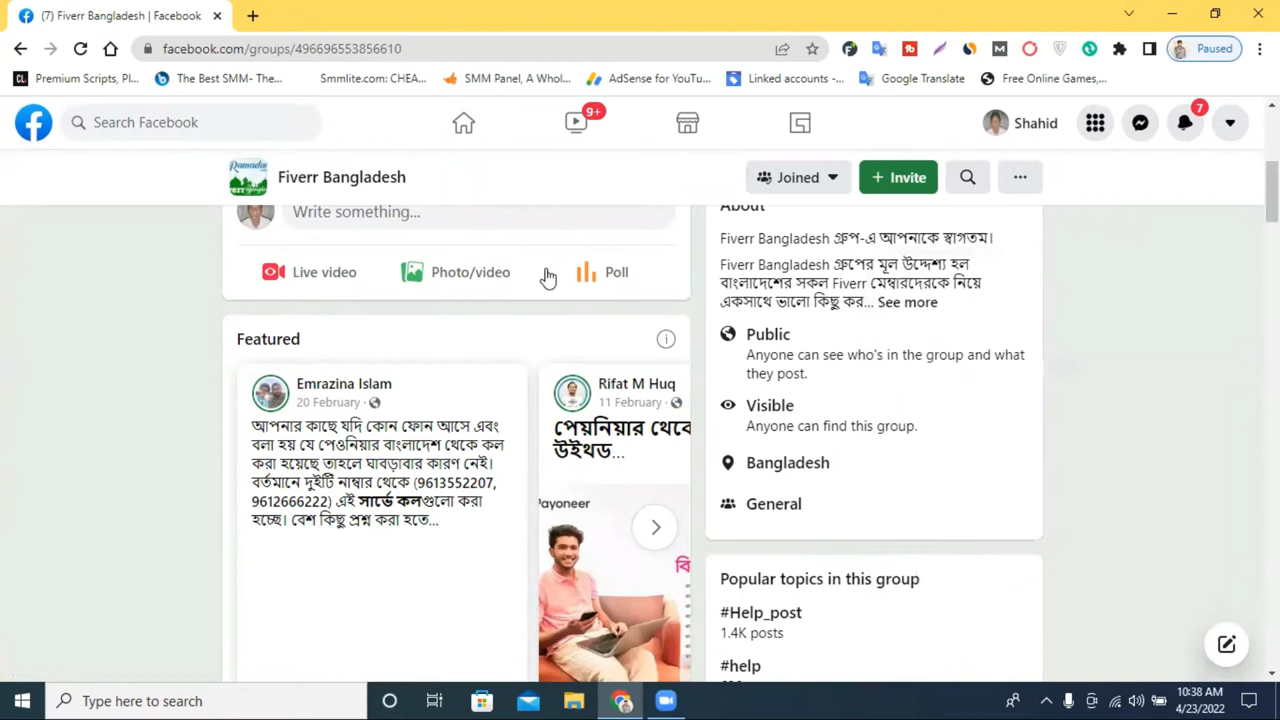 (7) Fiverr Bangladesh | Facebook
facebook.com/groups/496696553856610
Paused
Premium Scripts, Pl...
The Best SMM- The...
Smmlite.com: CHEA...
SMM Panel, A Whol...
AdSense for YouTu...
Linked accounts -...
Google Translate
Free Online Games,...
Search Facebook
9+
Shahid
7
Fiverr Bangladesh
Joined
+ Invite
Write something...
Live video
Photo/video
Poll
About
Fiverr Bangladesh গ্রুপ-এ আপনাকে স্বাগতম।
Fiverr Bangladesh গ্রুপের মূল উদ্দেশ্য হল
বাংলাদেশের সকল Fiverr মেম্বারদেরকে নিয়ে
একসাথে ভালো কিছু কর... See more
Public
Anyone can see who's in the group and what
they post.
Visible
Anyone can find this group.
Bangladesh
General
Featured
Emrazina Islam
20 February
আপনার কাছে যদি কোন ফোন আসে এবং
বলা হয় যে পেওনিয়ার বাংলাদেশ থেকে কল
করা হয়েছে তাহলে ঘাবড়াবার কারণ নেই।
বর্তমানে দুইটি নাম্বার থেকে (9613552207,
9612666222) এই সার্ভে কলগুলো করা
হচ্ছে। বেশ কিছু প্রশ্ন করা হতে...
Rifat M Huq
11 February
পেয়নিয়ার থেকে
উইথড...
Payoneer
বি
Popular topics in this group
#Help_post
1.4K posts
#help
Type here to search
10:38 AM
4/23/2022